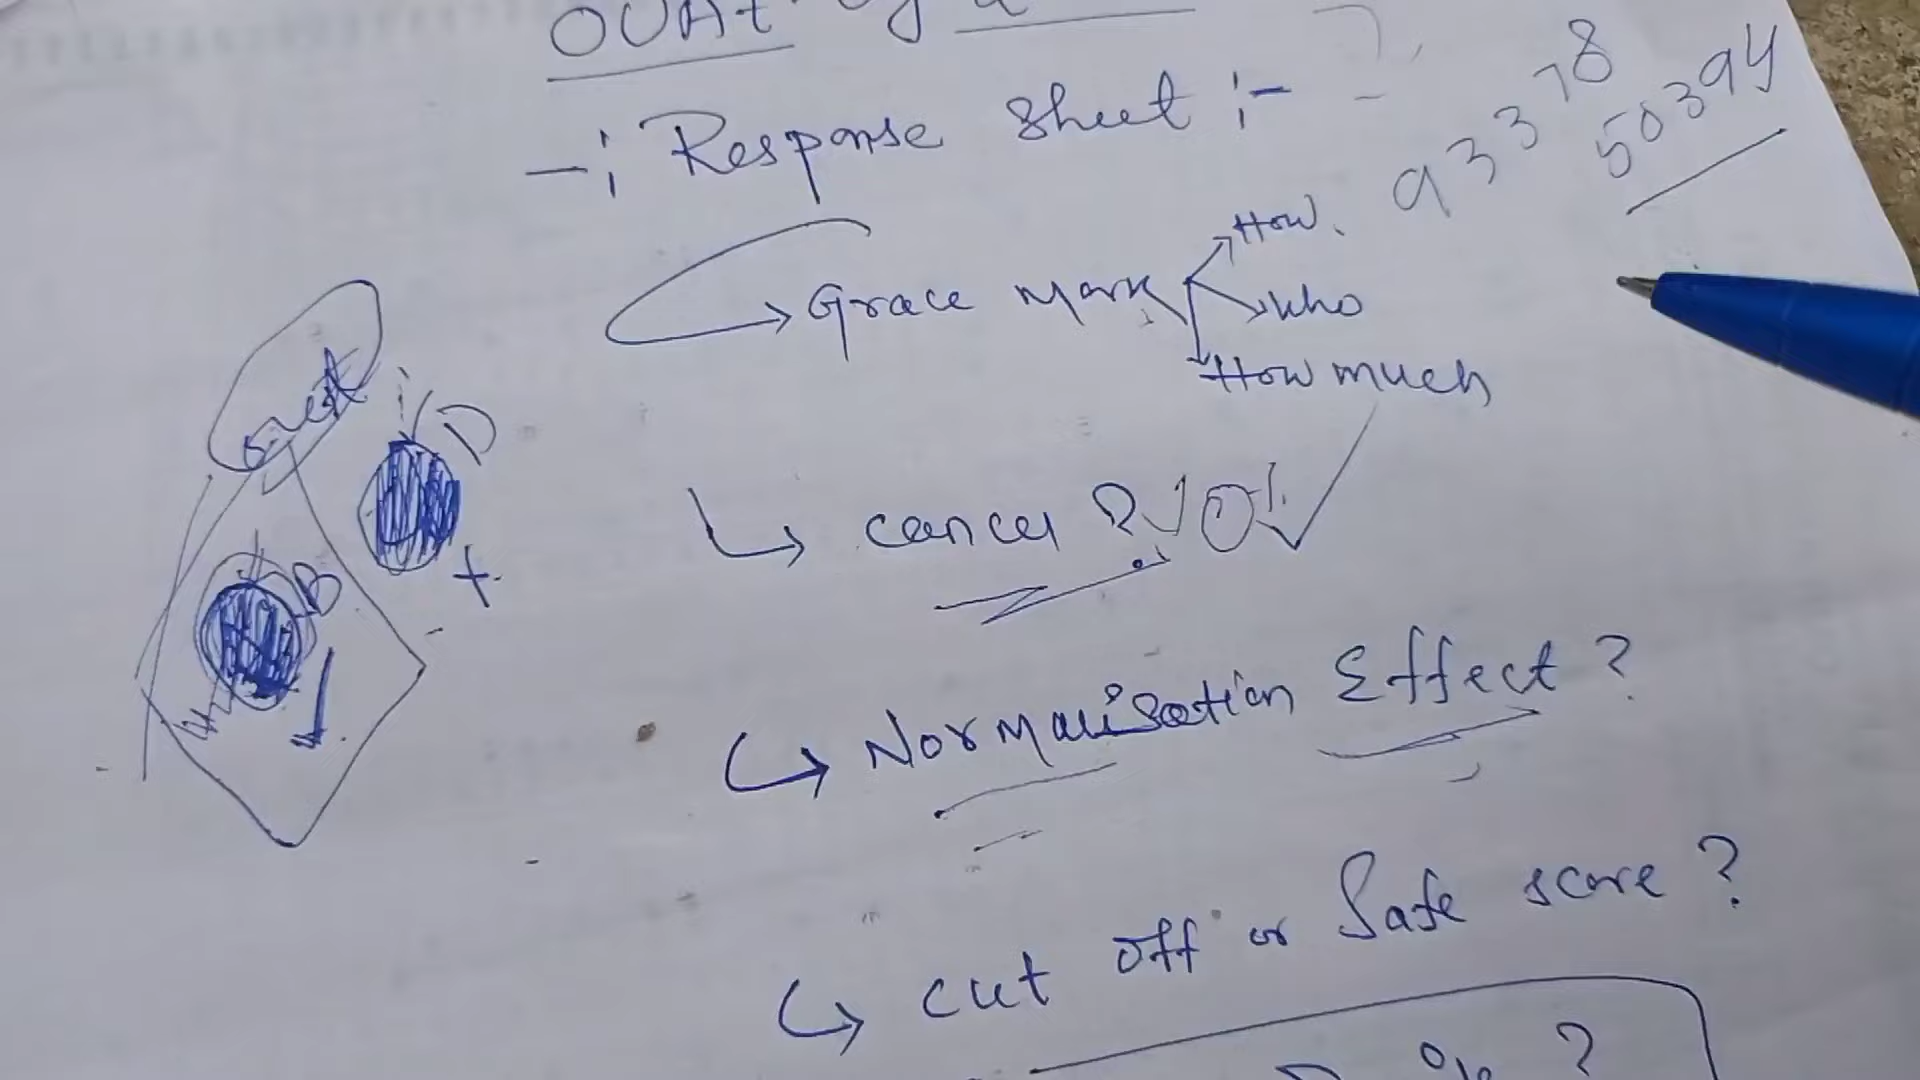 OUAT
-: Response Sheet :-
93378
50394
Grace Mark
How
who
How much
D
B
cancel ?
Normalisation Effect ?
cut off or Safe score ?
% ?